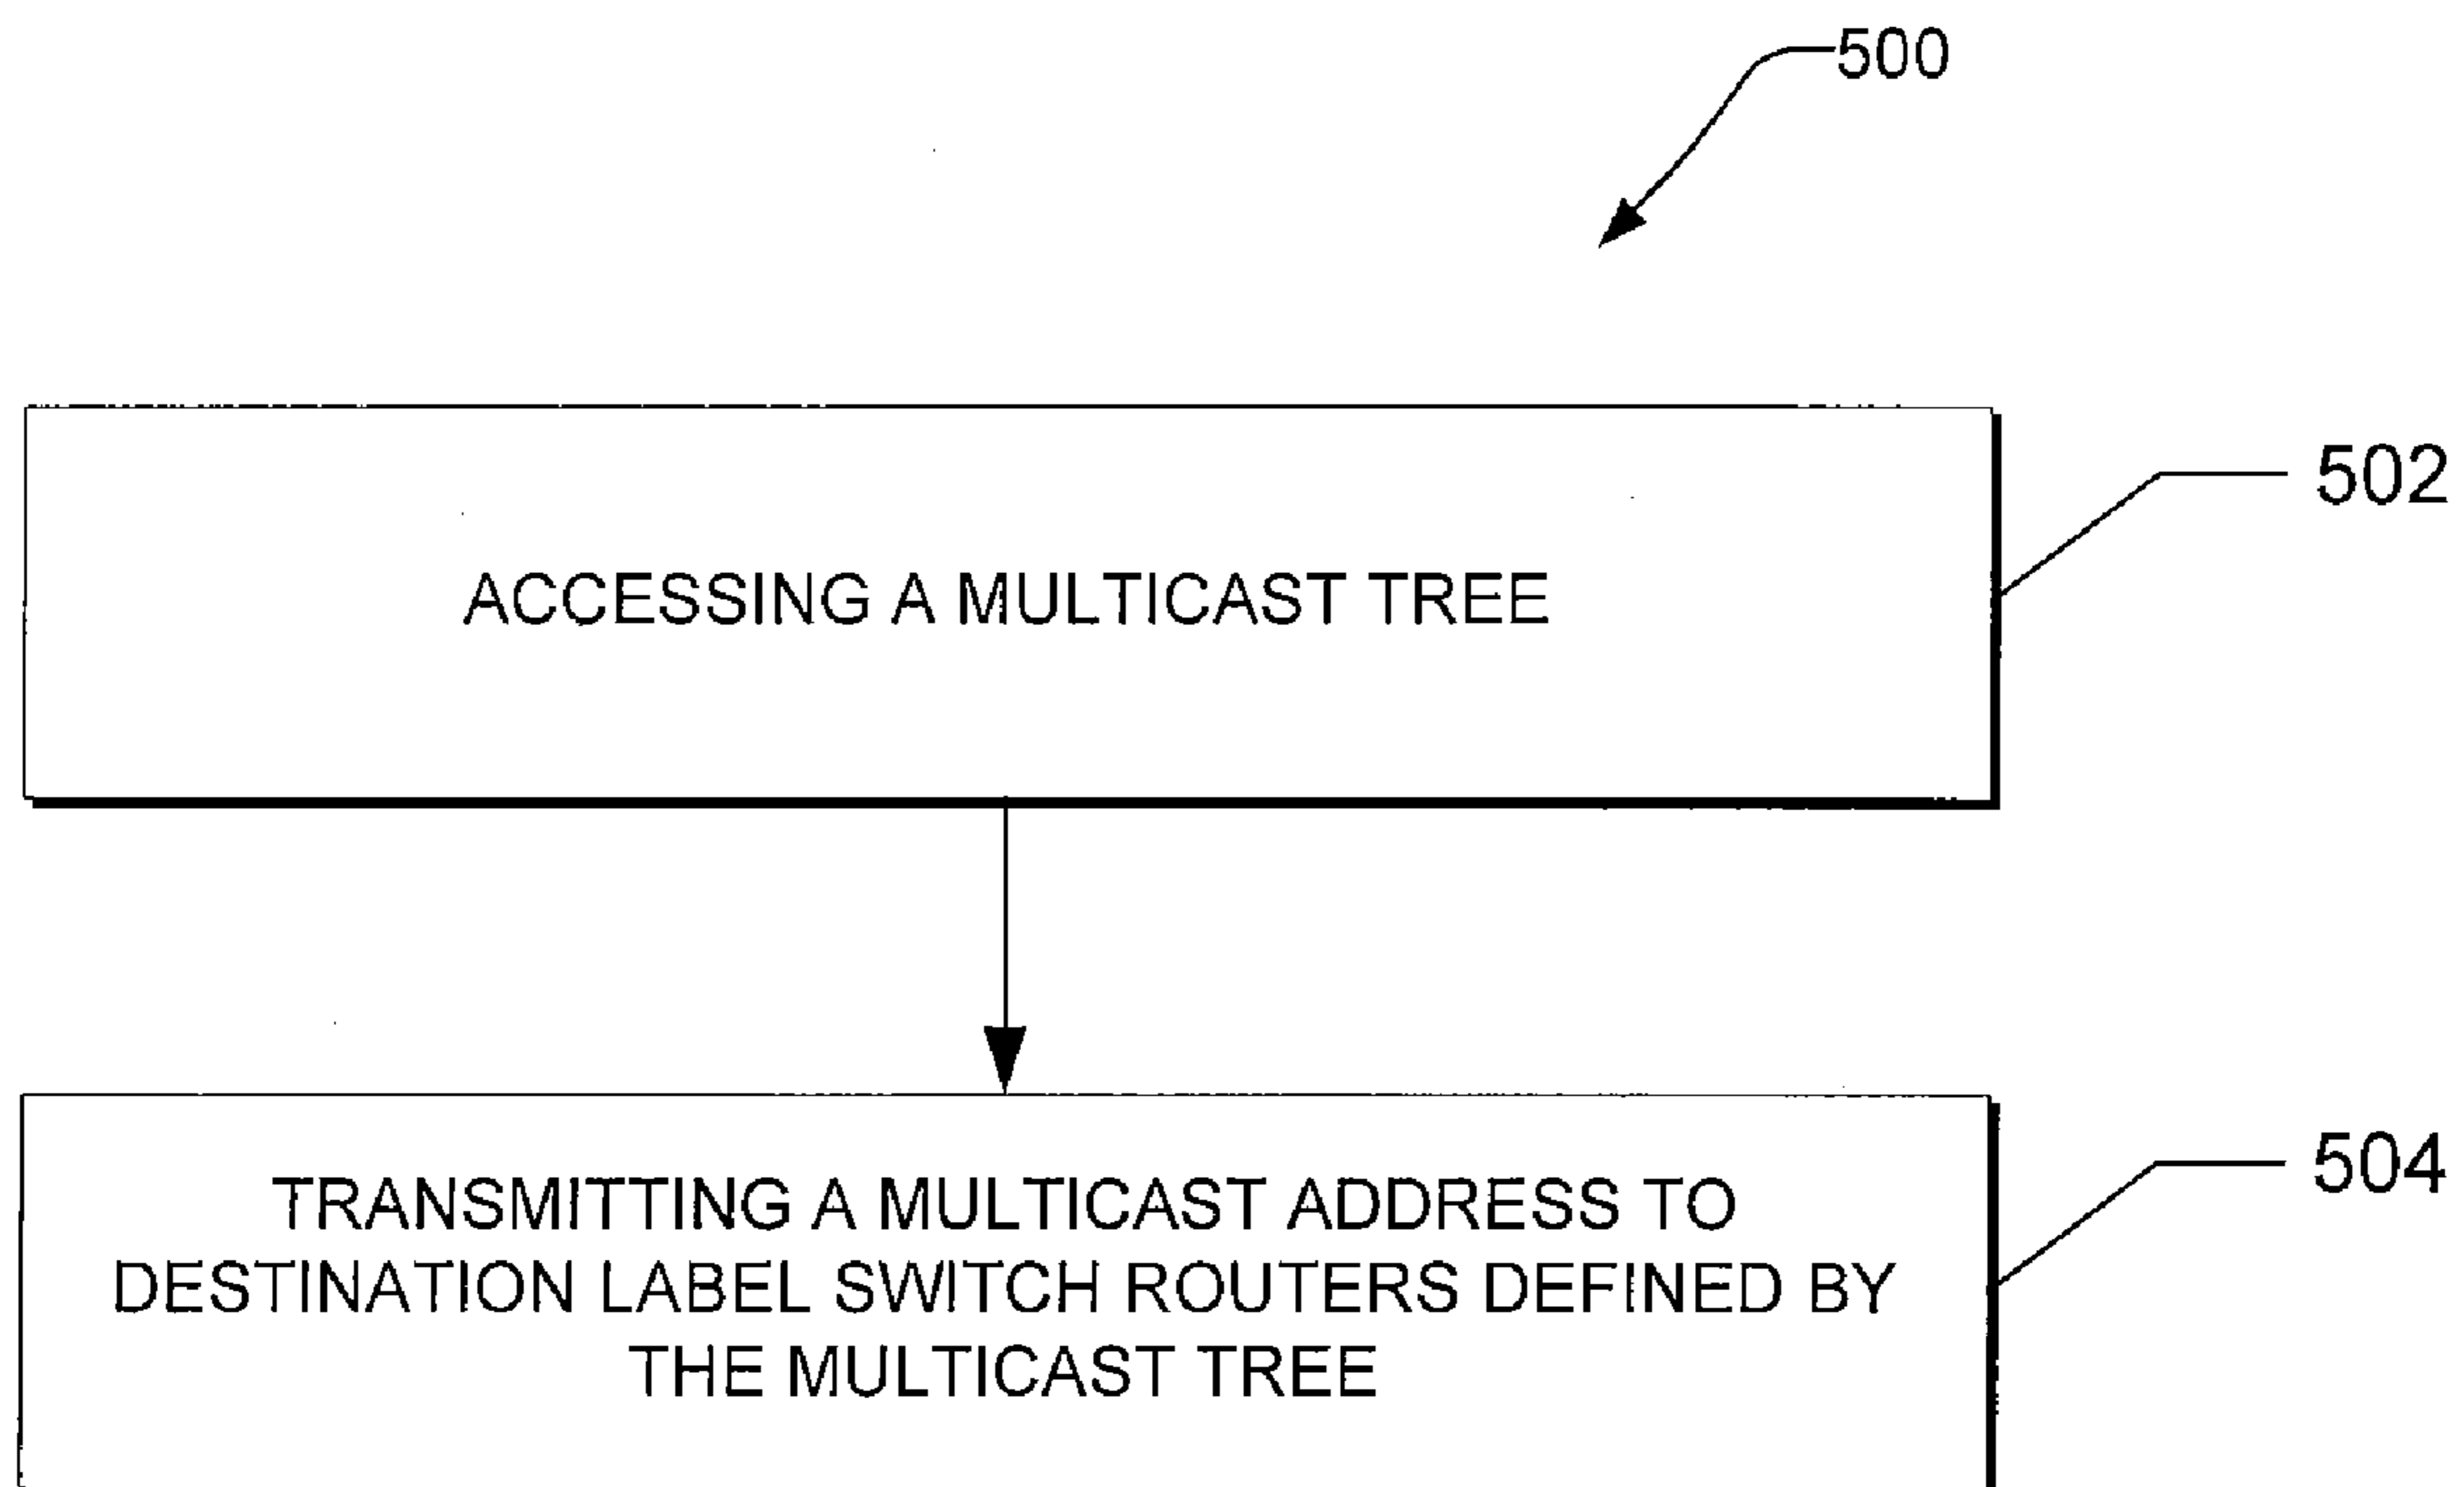 500
502
ACCESSING A MULTICAST TREE
504
TRANSMITTING A MULTICAST ADDRESS TO
DESTINATION LABEL SWITCH ROUTERS DEFINED BY
THE MULTICAST TREE